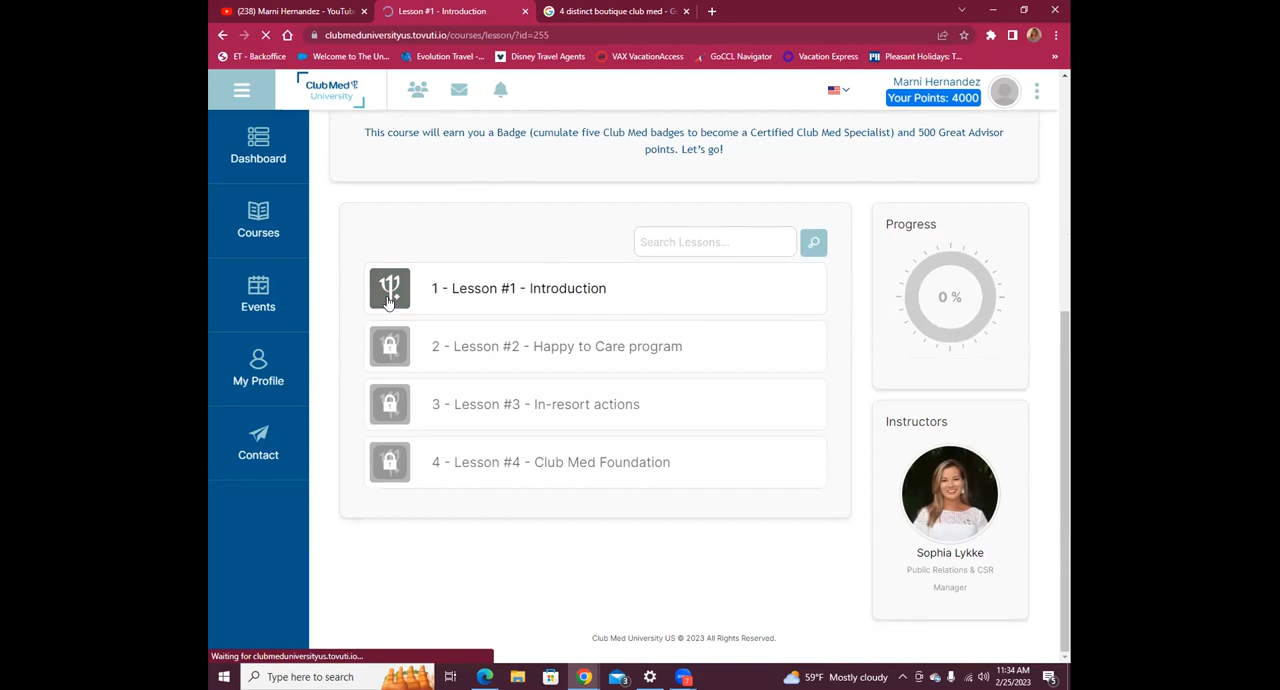 (238) Marni Hernandez - YouTub
Lesson #1 - Introduction
4 distinct boutique club med - G
clubmeduniversityus.tovuti.io/courses/lesson/?id=255
ET - Backoffice
Welcome to The Un...
Evolution Travel -...
Disney Travel Agents
VAX VacationAccess
GoCCL Navigator
Vacation Express
Pleasant Holidays: T...
»
Club Med
University
Marni Hernandez
Your Points: 4000
Dashboard
Courses
Events
My Profile
Contact
This course will earn you a Badge (cumulate five Club Med badges to become a Certified Club Med Specialist) and 500 Great Advisor
points. Let's go!
Search Lessons...
1 - Lesson #1 - Introduction
2 - Lesson #2 - Happy to Care program
3 - Lesson #3 - In-resort actions
4 - Lesson #4 - Club Med Foundation
Progress
0 %
Instructors
Sophia Lykke
Public Relations & CSR
Manager
Club Med University US © 2023 All Rights Reserved.
Waiting for clubmeduniversityus.tovuti.io...
Type here to search
3
7
59°F Mostly cloudy
11:34 AM
2/25/2023
5